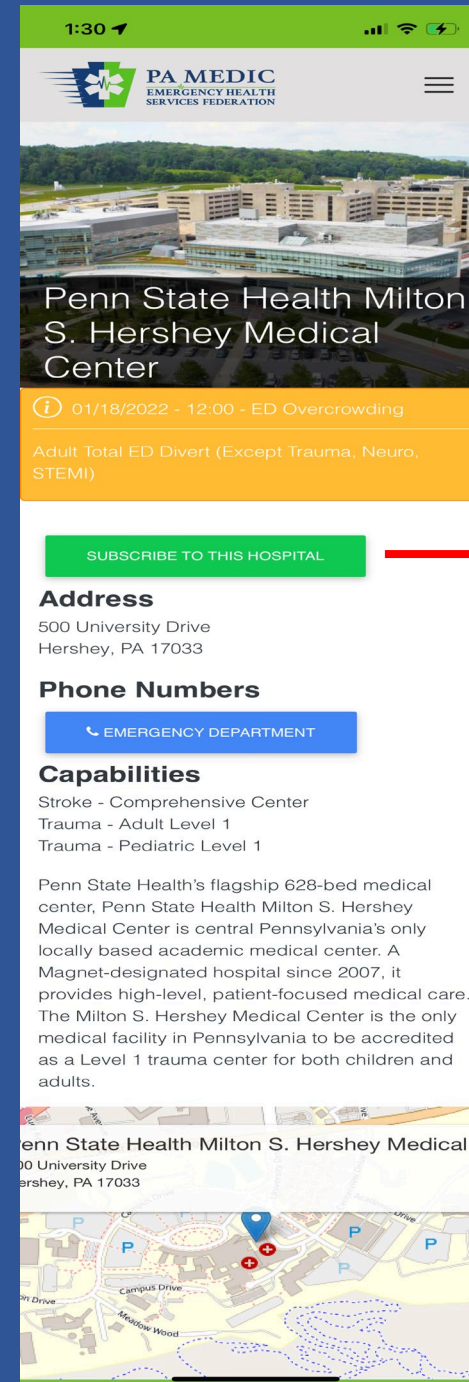 1:30
PA MEDIC
EMERGENCY HEALTH
SERVICES FEDERATION
Penn State Health Milton
S. Hershey Medical
Center
01/18/2022 - 12:00 - ED Overcrowding
Adult Total ED Divert (Except Trauma, Neuro,
STEMI)
SUBSCRIBE TO THIS HOSPITAL
Address
500 University Drive
Hershey, PA 17033
Phone Numbers
EMERGENCY DEPARTMENT
Capabilities
Stroke - Comprehensive Center
Trauma - Adult Level 1
Trauma - Pediatric Level 1
Penn State Health's flagship 628-bed medical
center, Penn State Health Milton S. Hershey
Medical Center is central Pennsylvania's only
locally based academic medical center. A
Magnet-designated hospital since 2007, it
provides high-level, patient-focused medical care.
The Milton S. Hershey Medical Center is the only
medical facility in Pennsylvania to be accredited
as a Level 1 trauma center for both children and
adults.
enn State Health Milton S. Hershey Medical
00 University Drive
ershey, PA 17033
P
P
P
P
P
Drive
Campus Drive
on Drive
Meadow Wood